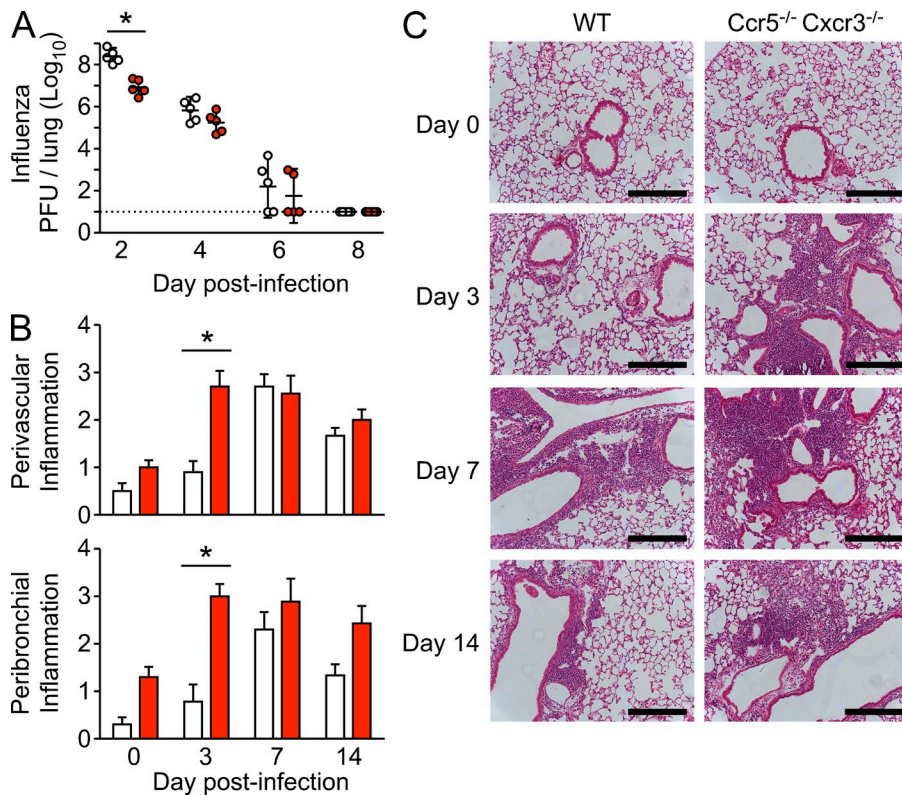 A
Influenza
PFU / lung (Log10)
*
8
6
4
2
0
2 4 6 8
Day post-infection
B
Perivascular
Inflammation
4
3
2
1
0
*
Peribronchial
Inflammation
4
3
2
1
0
*
0 3 7 14
Day post-infection
C
WT Ccr5-/- Cxcr3-/-
Day 0
Day 3
Day 7
Day 14